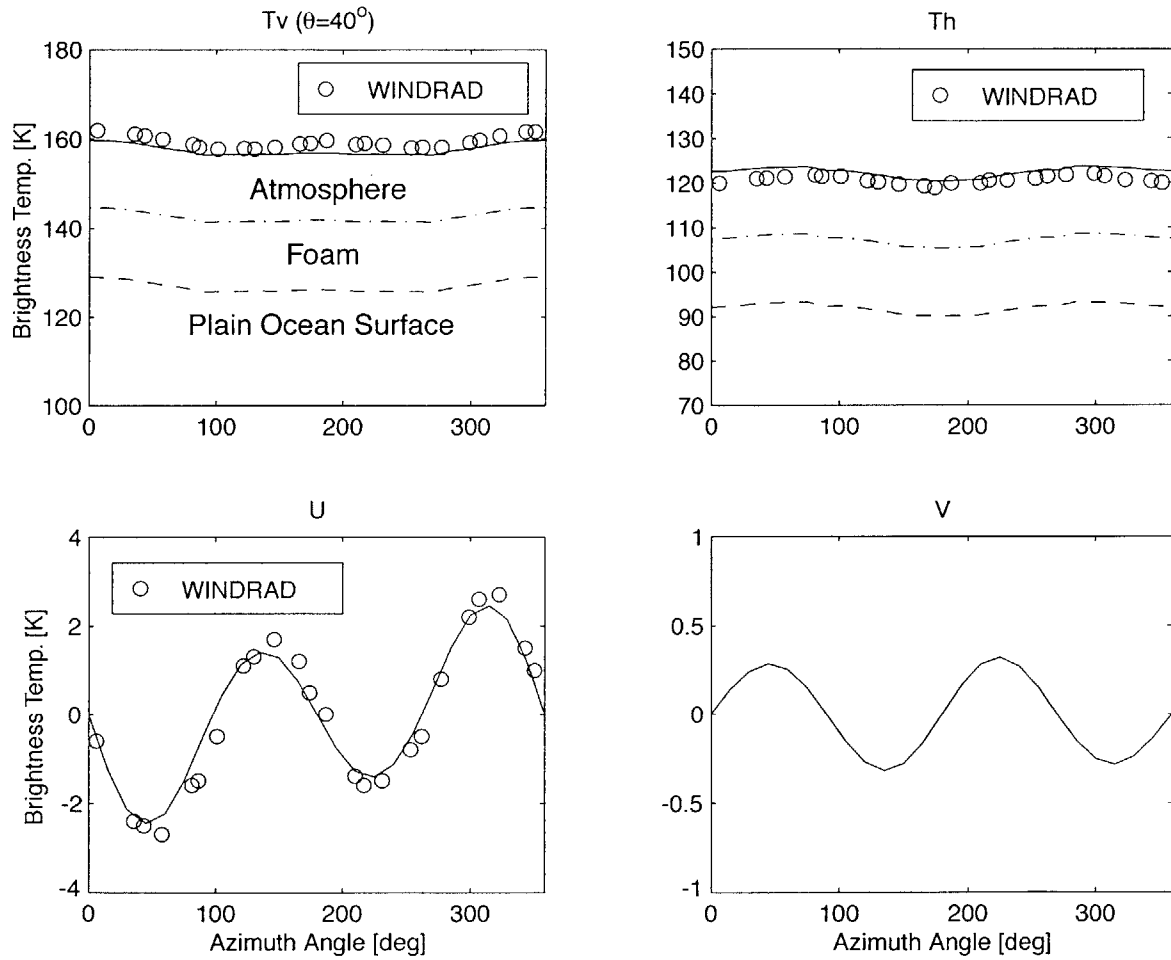 Tv (θ=40°)
Brightness Temp. [K]
180
160
140
120
100
WINDRAD
Atmosphere
Foam
Plain Ocean Surface
0
100
200
300
Th
150
140
130
120
110
100
90
80
70
WINDRAD
0
100
200
300
U
Brightness Temp. [K]
4
2
0
-2
-4
WINDRAD
0
100
200
300
Azimuth Angle [deg]
V
1
0.5
0
-0.5
-1
0
100
200
300
Azimuth Angle [deg]